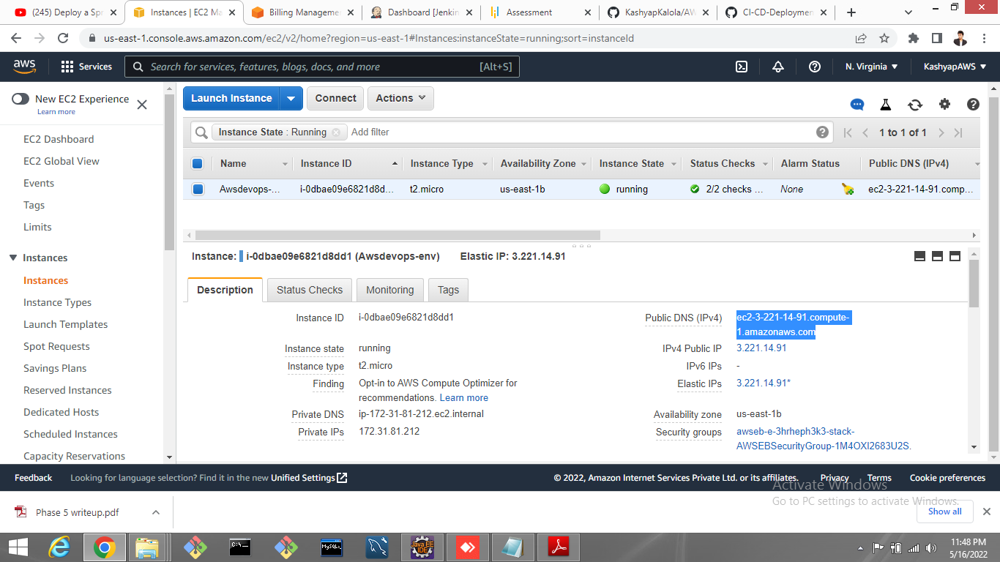 (245) Deploy a Spr
Instances | EC2 Ma
Billing Manageme
Dashboard [Jenkin
Assessment
KashyapKalola/AW
CI-CD-Deploymen
us-east-1.console.aws.amazon.com/ec2/v2/home?region=us-east-1#Instances:instanceState=running;sort=instanceId
aws
Services
Search for services, features, blogs, docs, and more
[Alt+S]
N. Virginia
KashyapAWS
New EC2 Experience
Learn more
EC2 Dashboard
EC2 Global View
Events
Tags
Limits
Instances
Instances
Instance Types
Launch Templates
Spot Requests
Savings Plans
Reserved Instances
Dedicated Hosts
Scheduled Instances
Capacity Reservations
Launch Instance
Connect
Actions
Instance State : Running
Add filter
1 to 1 of 1
Name
Instance ID
Instance Type
Availability Zone
Instance State
Status Checks
Alarm Status
Public DNS (IPv4)
Awsdevops-...
i-0dbae09e6821d8d...
t2.micro
us-east-1b
running
2/2 checks ...
None
ec2-3-221-14-91.comp...
Instance: i-0dbae09e6821d8dd1 (Awsdevops-env)
Elastic IP: 3.221.14.91
Description
Status Checks
Monitoring
Tags
Instance ID
i-0dbae09e6821d8dd1
Instance state
running
Instance type
t2.micro
Finding
Opt-in to AWS Compute Optimizer for
recommendations. Learn more
Private DNS
ip-172-31-81-212.ec2.internal
Private IPs
172.31.81.212
Public DNS (IPv4)
ec2-3-221-14-91.compute-
1.amazonaws.com
IPv4 Public IP
3.221.14.91
IPv6 IPs
-
Elastic IPs
3.221.14.91*
Availability zone
us-east-1b
Security groups
awseb-e-3hrheph3k3-stack-
AWSEBSecurityGroup-1M4OXI2683U2S.
Feedback
Looking for language selection? Find it in the new Unified Settings
© 2022, Amazon Internet Services Private Ltd. or its affiliates.
Privacy
Terms
Cookie preferences
Activate Windows
Go to PC settings to activate Windows.
Phase 5 writeup.pdf
Show all
C:\_
MySQL
Java EE
IDE
11:48 PM
5/16/2022